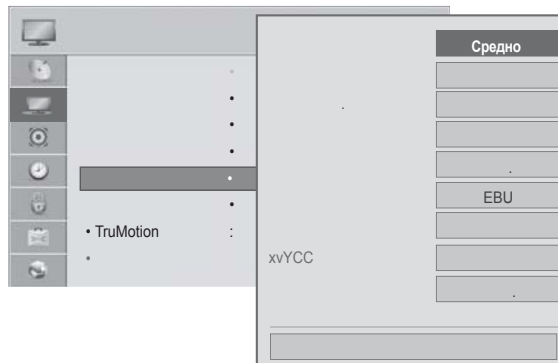 Средно
.
.
EBU
• TruMotion :
xvYCC
.